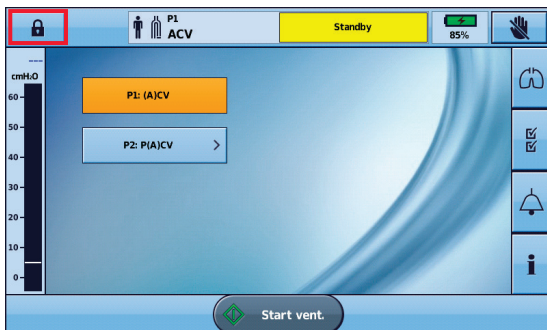 P1
ACV
Standby
85%
---
cmH₂O
60
50
40
30
20
10
0
P1: (A)CV
P2: P(A)CV
Start vent.
i